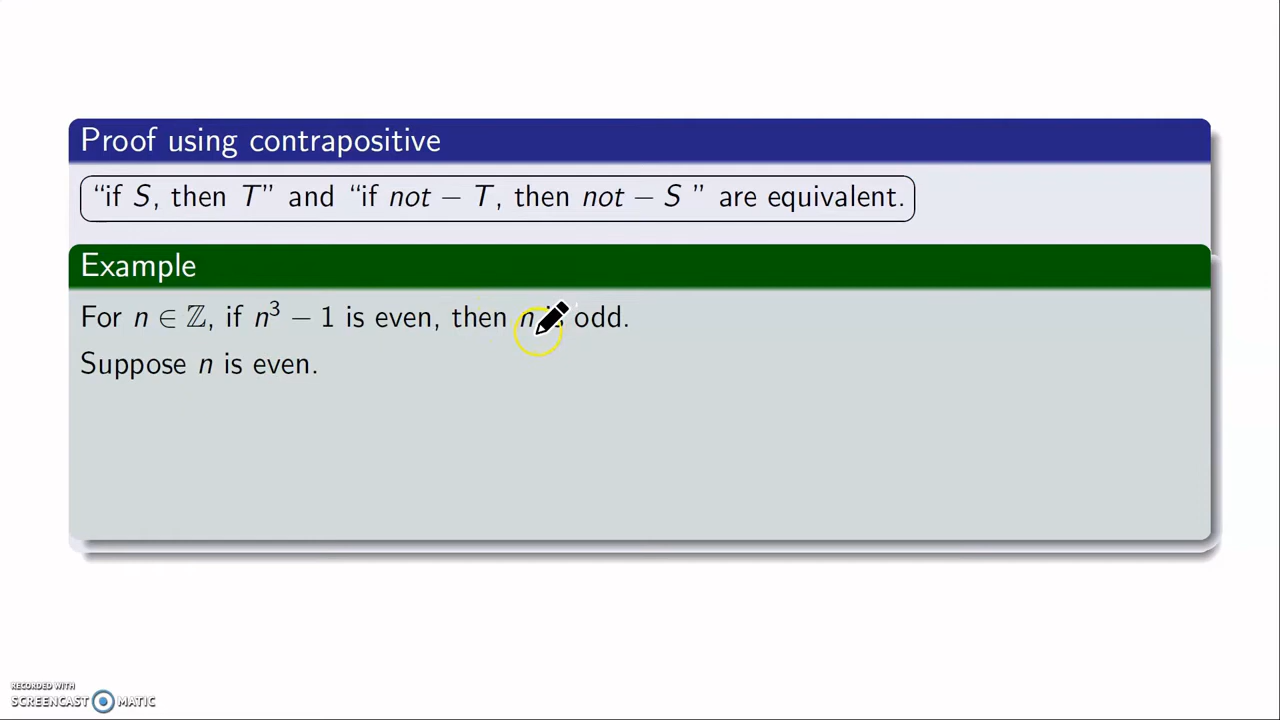 Proof using contrapositive
“if S, then T” and “if not − T, then not − S ” are equivalent.
Example
For n ∈ ℤ, if n³ − 1 is even, then n is odd.
Suppose n is even.
RECORDED WITH
SCREENCAST MATIC